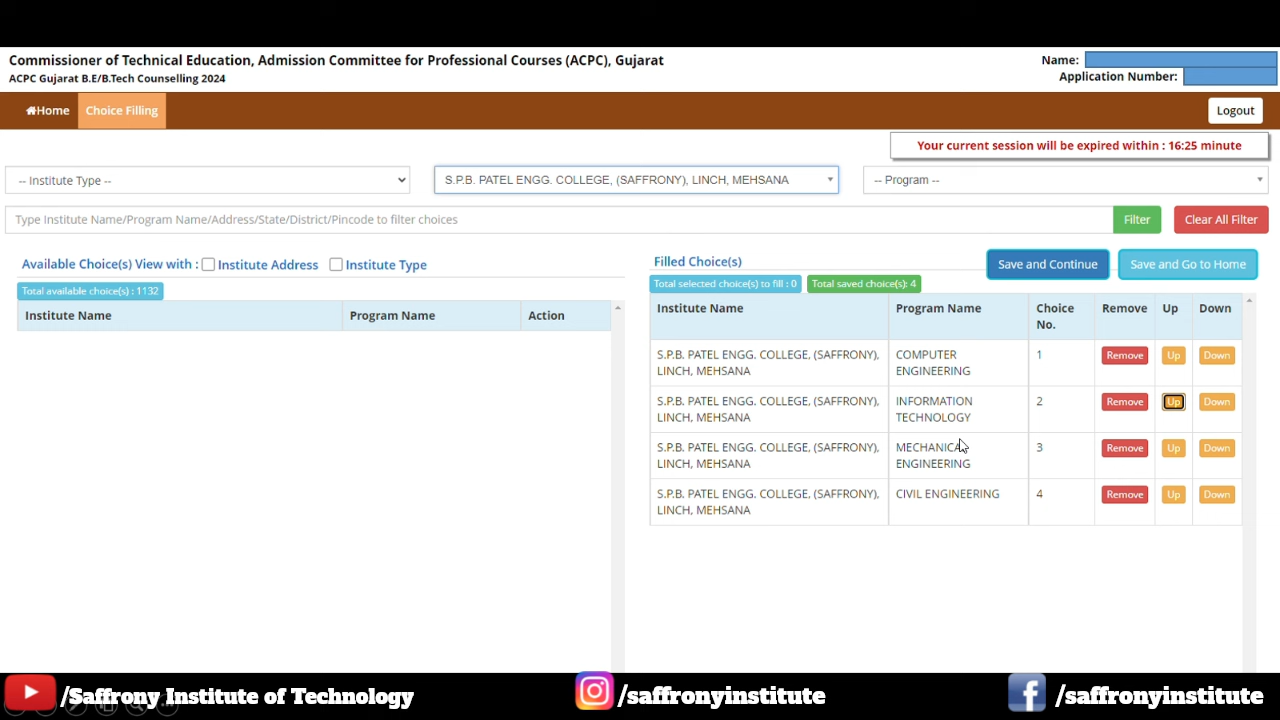 Commissioner of Technical Education, Admission Committee for Professional Courses (ACPC), Gujarat
ACPC Gujarat B.E/B.Tech Counselling 2024
Name:
Application Number:
Home
Choice Filling
Logout
Your current session will be expired within : 16:25 minute
-- Institute Type --
S.P.B. PATEL ENGG. COLLEGE, (SAFFRONY), LINCH, MEHSANA
-- Program --
Type Institute Name/Program Name/Address/State/District/Pincode to filter choices
Filter
Clear All Filter
Available Choice(s) View with : Institute Address Institute Type
Total available choice(s) : 1132
Institute Name Program Name Action
Filled Choice(s)
Save and Continue
Save and Go to Home
Total selected choice(s) to fill : 0
Total saved choice(s): 4
Institute Name Program Name Choice Remove Up Down
No.
S.P.B. PATEL ENGG. COLLEGE, (SAFFRONY), COMPUTER 1 Remove Up Down
LINCH, MEHSANA ENGINEERING
S.P.B. PATEL ENGG. COLLEGE, (SAFFRONY), INFORMATION 2 Remove Up Down
LINCH, MEHSANA TECHNOLOGY
S.P.B. PATEL ENGG. COLLEGE, (SAFFRONY), MECHANICAL 3 Remove Up Down
LINCH, MEHSANA ENGINEERING
S.P.B. PATEL ENGG. COLLEGE, (SAFFRONY), CIVIL ENGINEERING 4 Remove Up Down
LINCH, MEHSANA
/Saffrony Institute of Technology
/saffronyinstitute
/saffronyinstitute